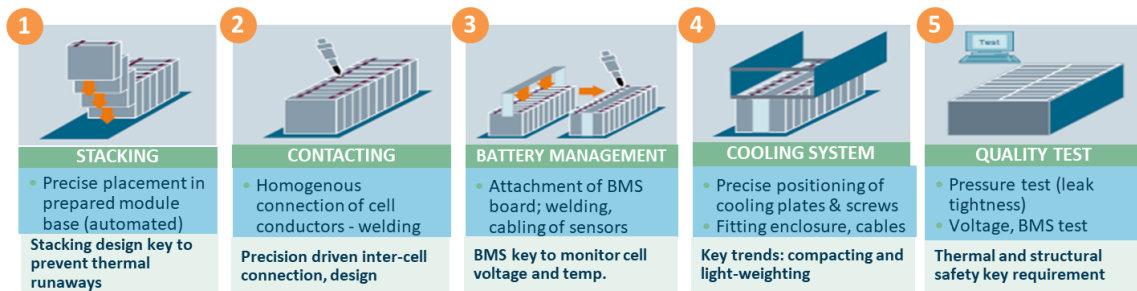 1
STACKING
• Precise placement in
prepared module
base (automated)
Stacking design key to
prevent thermal
runaways
2
CONTACTING
• Homogenous
connection of cell
conductors - welding
Precision driven inter-cell
connection, design
3
BATTERY MANAGEMENT
• Attachment of BMS
board; welding,
cabling of sensors
BMS key to monitor cell
voltage and temp.
4
COOLING SYSTEM
• Precise positioning of
cooling plates & screws
• Fitting enclosure, cables
Key trends: compacting and
light-weighting
5
Test
QUALITY TEST
• Pressure test (leak
tightness)
• Voltage, BMS test
Thermal and structural
safety key requirement